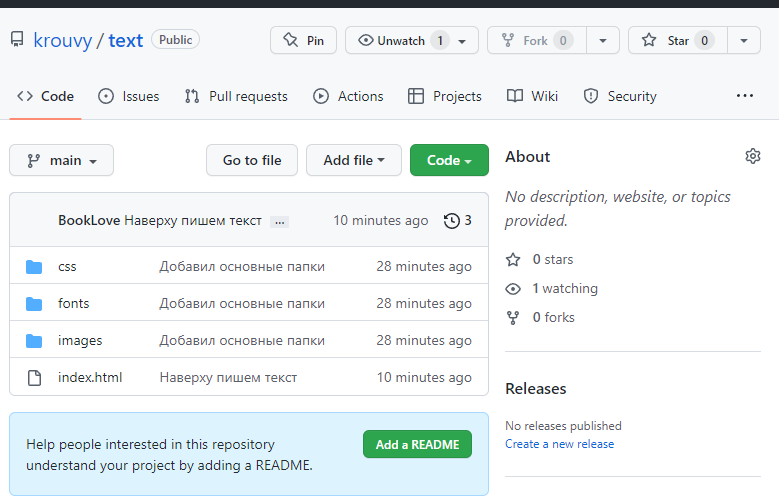 krouvy / text Public
Pin
Unwatch 1
Fork 0
Star 0
Code
Issues
Pull requests
Actions
Projects
Wiki
Security
...
main
Go to file
Add file
Code
BookLove Наверху пишем текст ... 10 minutes ago 3
css Добавил основные папки 28 minutes ago
fonts Добавил основные папки 28 minutes ago
images Добавил основные папки 28 minutes ago
index.html Наверху пишем текст 10 minutes ago
Help people interested in this repository
understand your project by adding a README.
Add a README
About
No description, website, or topics
provided.
0 stars
1 watching
0 forks
Releases
No releases published
Create a new release